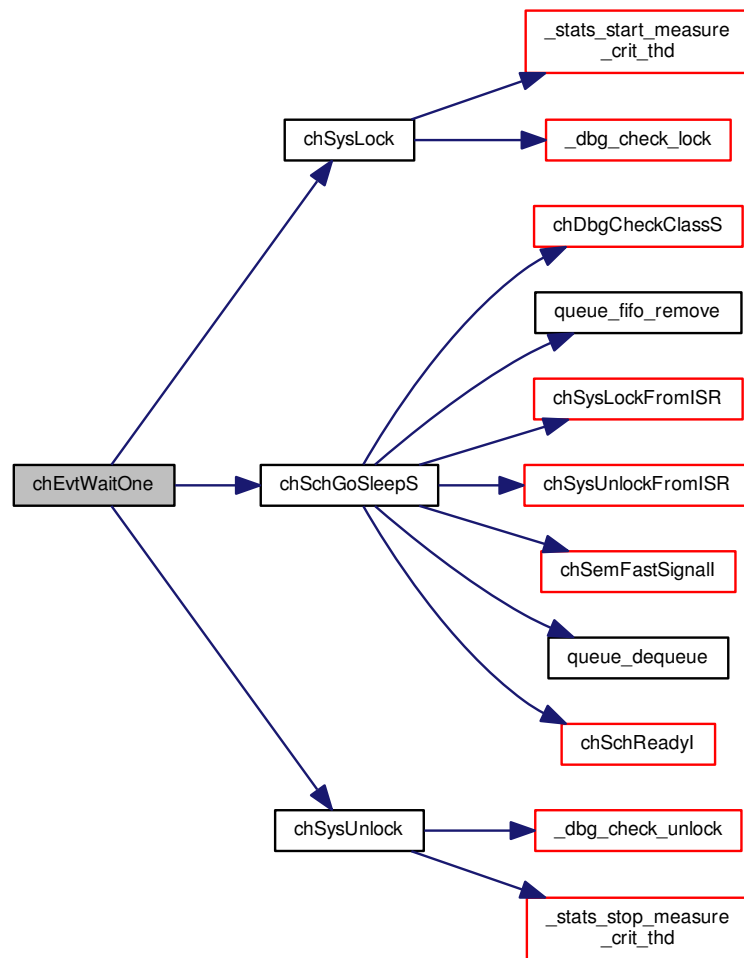 _stats_start_measure
_crit_thd
chSysLock
_dbg_check_lock
chDbgCheckClassS
queue_fifo_remove
chSysLockFromISR
chEvtWaitOne
chSchGoSleepS
chSysUnlockFromISR
chSemFastSignalI
queue_dequeue
chSchReadyI
chSysUnlock
_dbg_check_unlock
_stats_stop_measure
_crit_thd